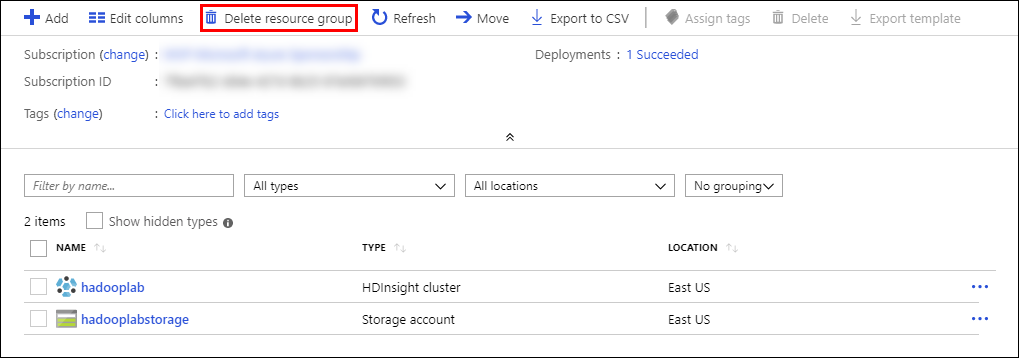 Add Edit columns Delete resource group Refresh Move Export to CSV Assign tags Delete Export template
Subscription (change) : Deployments : 1 Succeeded
Subscription ID :
Tags (change) : Click here to add tags
Filter by name... All types All locations No grouping
2 items Show hidden types
NAME TYPE LOCATION
hadooplab HDInsight cluster East US
hadooplabstorage Storage account East US